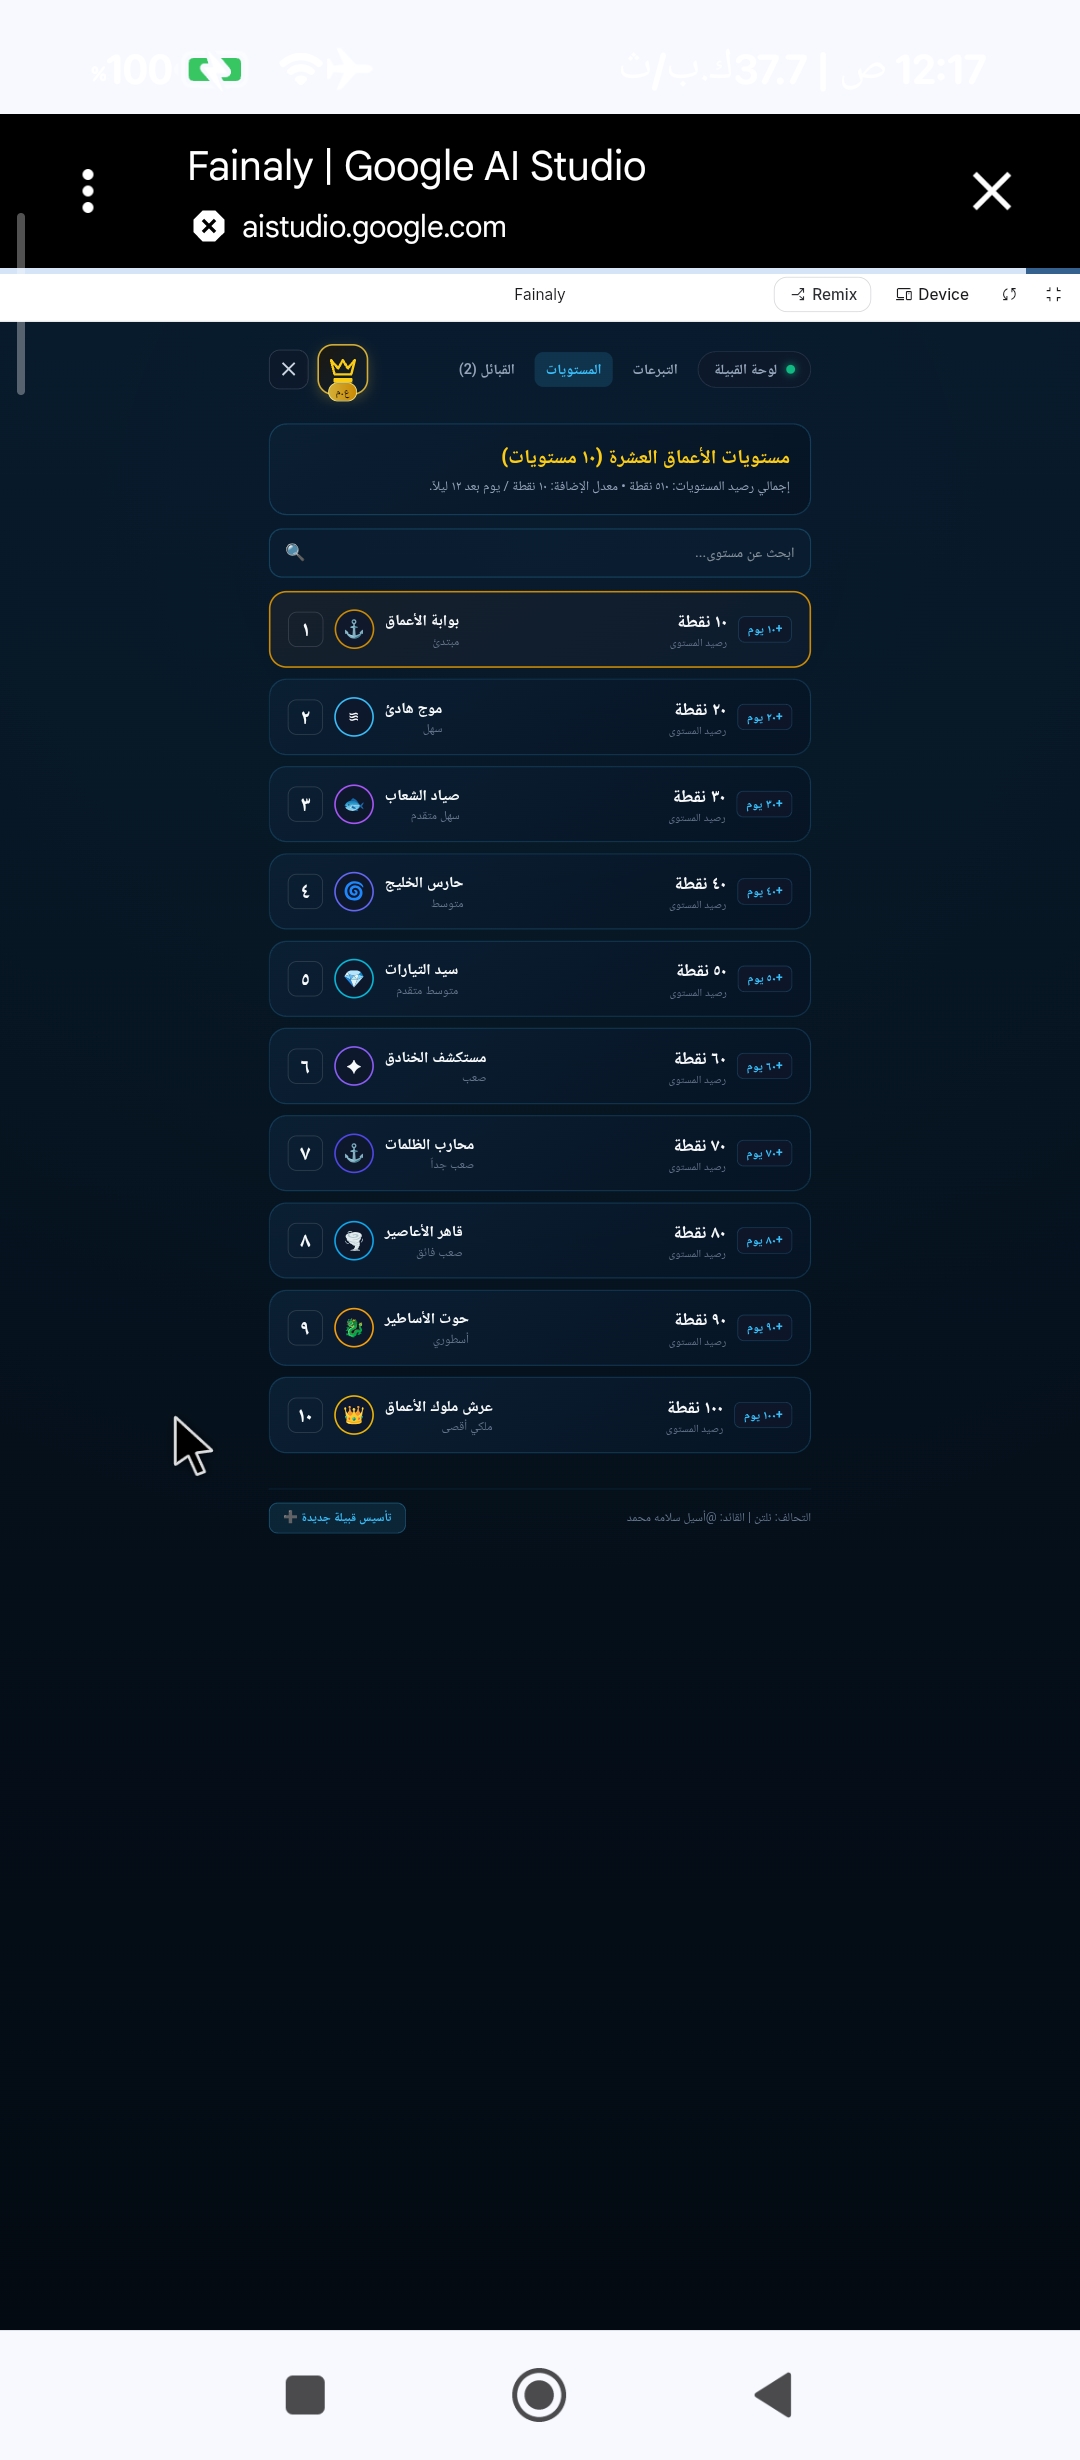 12:17 ص | 37.7ك.ب/ث
%100
Fainaly | Google AI Studio
aistudio.google.com
Fainaly
Remix
Device
لوحة القبيلة
التبرعات
المستويات
القبائل (2)
ع.م
مستويات الأعماق العشرة (١٠ مستويات)
إجمالي رصيد المستويات: ٥١٠ نقطة • معدل الإضافة: ١٠ نقطة / يوم بعد ١٢ ليلاً.
ابحث عن مستوى...
+١٠ يوم
١٠ نقطة
رصيد المستوى
بوابة الأعماق
مبتدئ
١
+٢٠ يوم
٢٠ نقطة
رصيد المستوى
موج هادئ
سهل
٢
+٣٠ يوم
٣٠ نقطة
رصيد المستوى
صياد الشعاب
سهل متقدم
٣
+٤٠ يوم
٤٠ نقطة
رصيد المستوى
حارس الخليج
متوسط
٤
+٥٠ يوم
٥٠ نقطة
رصيد المستوى
سيد التيارات
متوسط متقدم
٥
+٦٠ يوم
٦٠ نقطة
رصيد المستوى
مستكشف الخنادق
صعب
٦
+٧٠ يوم
٧٠ نقطة
رصيد المستوى
محارب الظلمات
صعب جداً
٧
+٨٠ يوم
٨٠ نقطة
رصيد المستوى
قاهر الأعاصير
صعب فائق
٨
+٩٠ يوم
٩٠ نقطة
رصيد المستوى
حوت الأساطير
أسطوري
٩
+١٠٠ يوم
١٠٠ نقطة
رصيد المستوى
عرش ملوك الأعماق
ملكي أقصى
١٠
التحالف: نلتن | القائد: @أسيل سلامه محمد
تأسيس قبيلة جديدة ➕